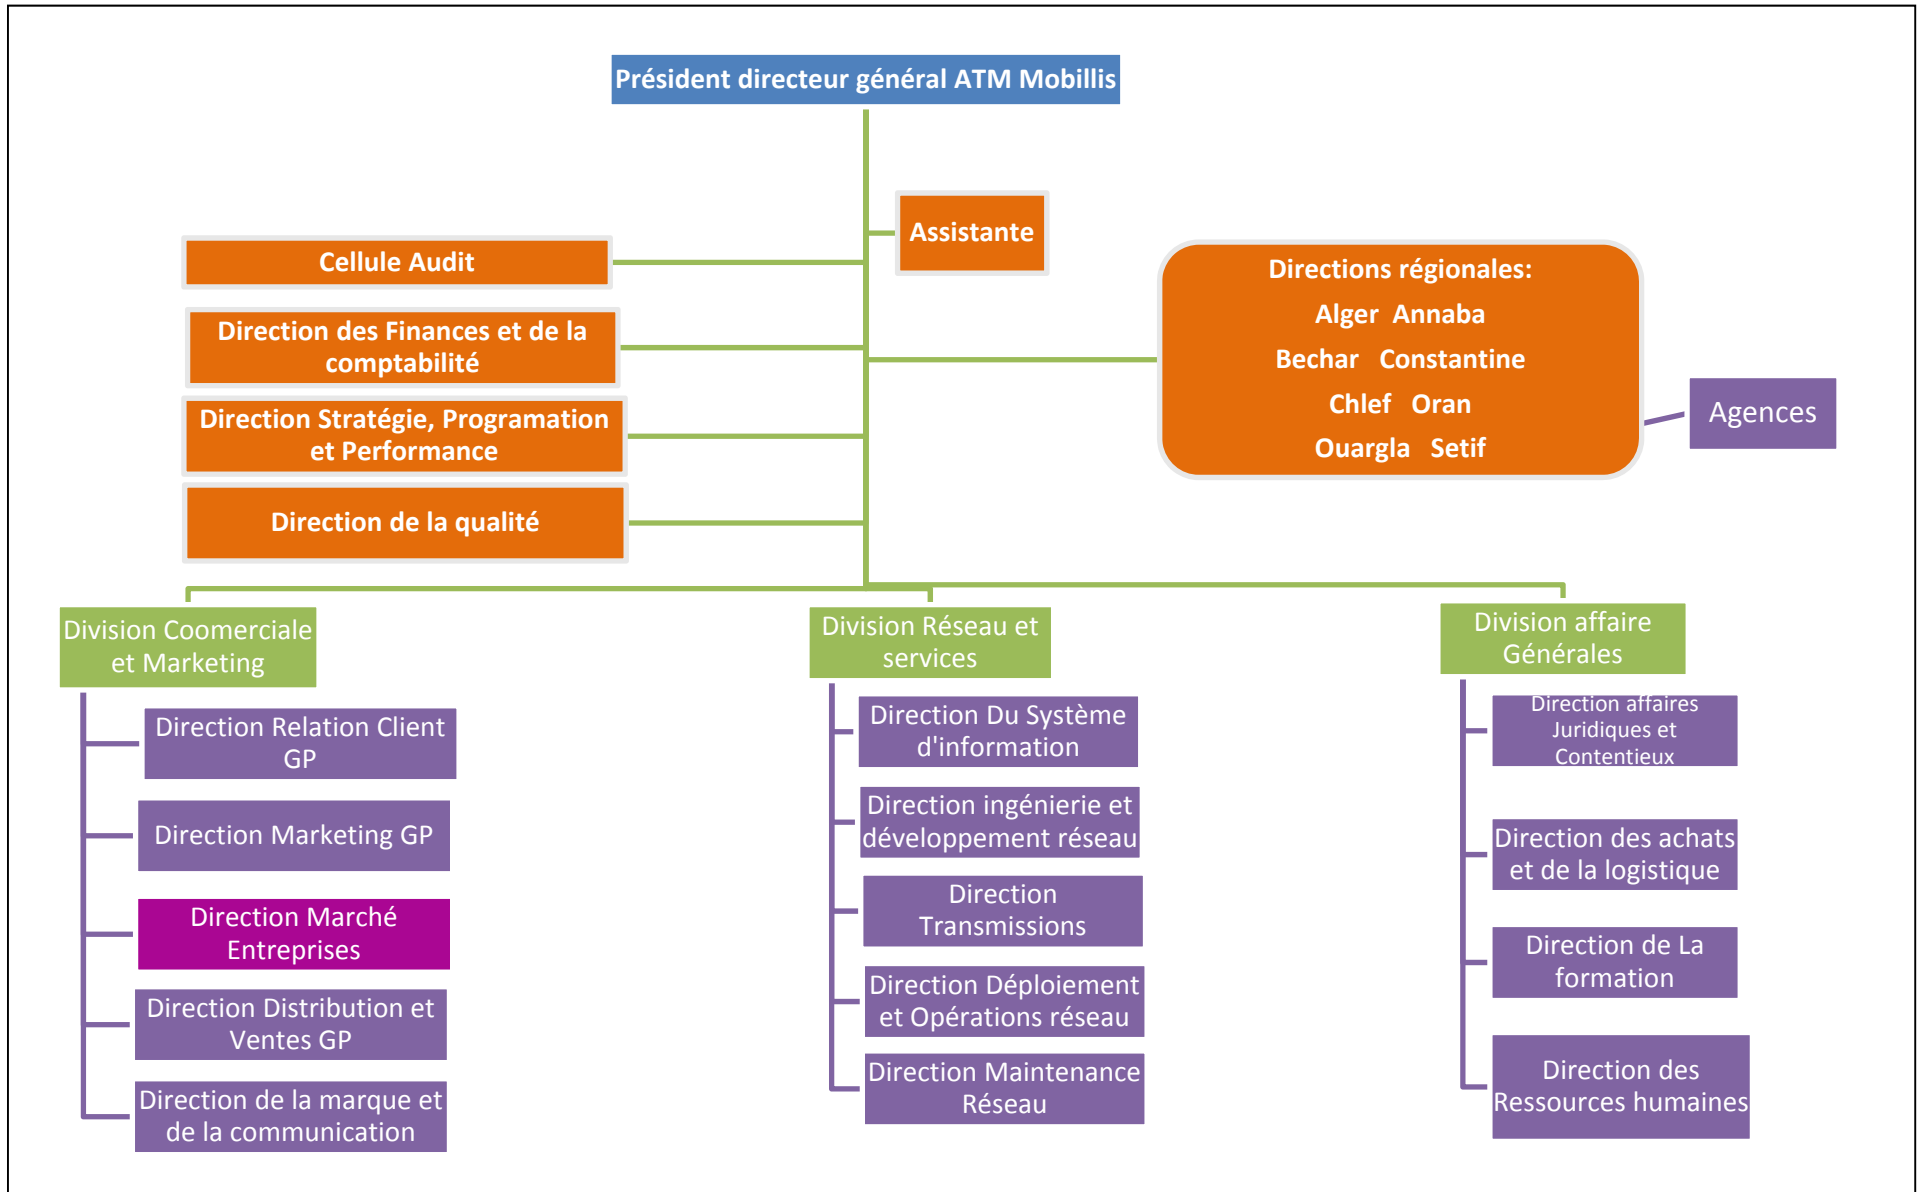 Président directeur général ATM Mobillis
Assistante
Cellule Audit
Direction des Finances et de la
comptabilité
Direction Stratégie, Programation
et Performance
Direction de la qualité
Directions régionales:
Alger  Annaba
Bechar   Constantine
Chlef   Oran
Ouargla   Setif
Agences
Division Coomerciale
et Marketing
Direction Relation Client
GP
Direction Marketing GP
Direction Marché
Entreprises
Direction Distribution et
Ventes GP
Direction de la marque et
de la communication
Division Réseau et
services
Direction Du Système
d'information
Direction ingénierie et
développement réseau
Direction
Transmissions
Direction Déploiement
et Opérations réseau
Direction Maintenance
Réseau
Division affaire
Générales
Direction affaires
Juridiques et
Contentieux
Direction des achats
et de la logistique
Direction de La
formation
Direction des
Ressources humaines